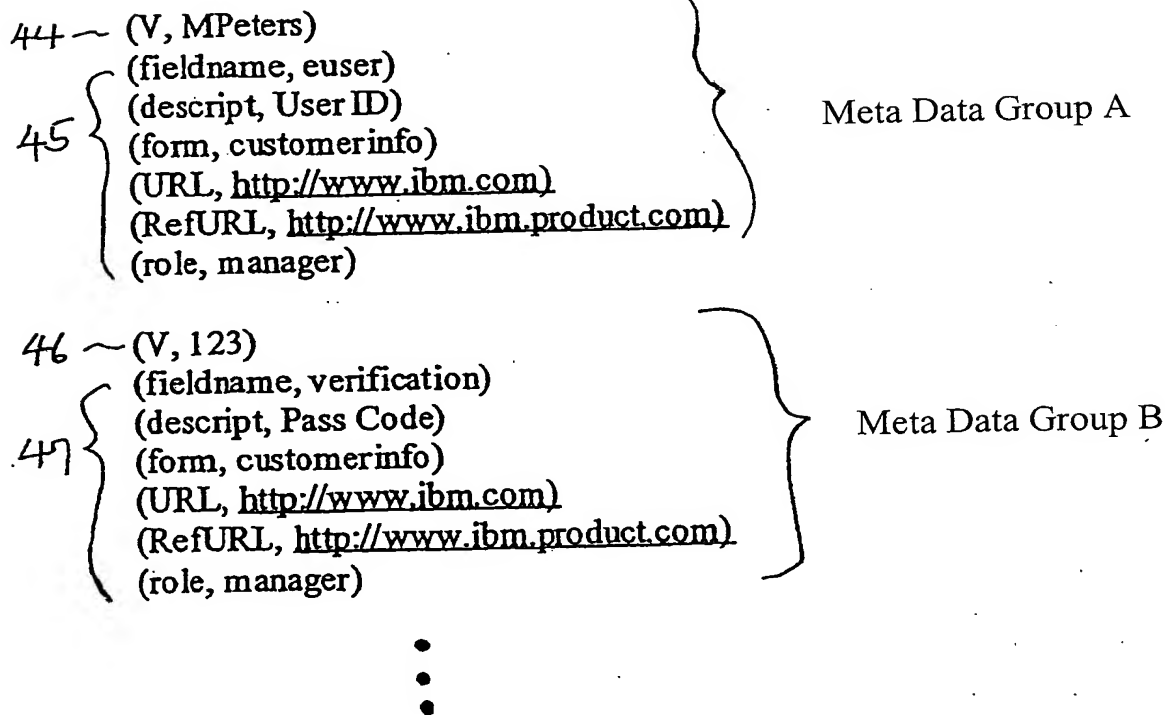 44 ~ (V, MPeters)
(fieldname, euser)
(descript, User ID)
45 (form, customerinfo)
(URL, http://www.ibm.com)
(RefURL, http://www.ibm.product.com)
(role, manager)
Meta Data Group A
46 ~ (V, 123)
(fieldname, verification)
(descript, Pass Code)
47 (form, customerinfo)
(URL, http://www.ibm.com)
(RefURL, http://www.ibm.product.com)
(role, manager)
Meta Data Group B